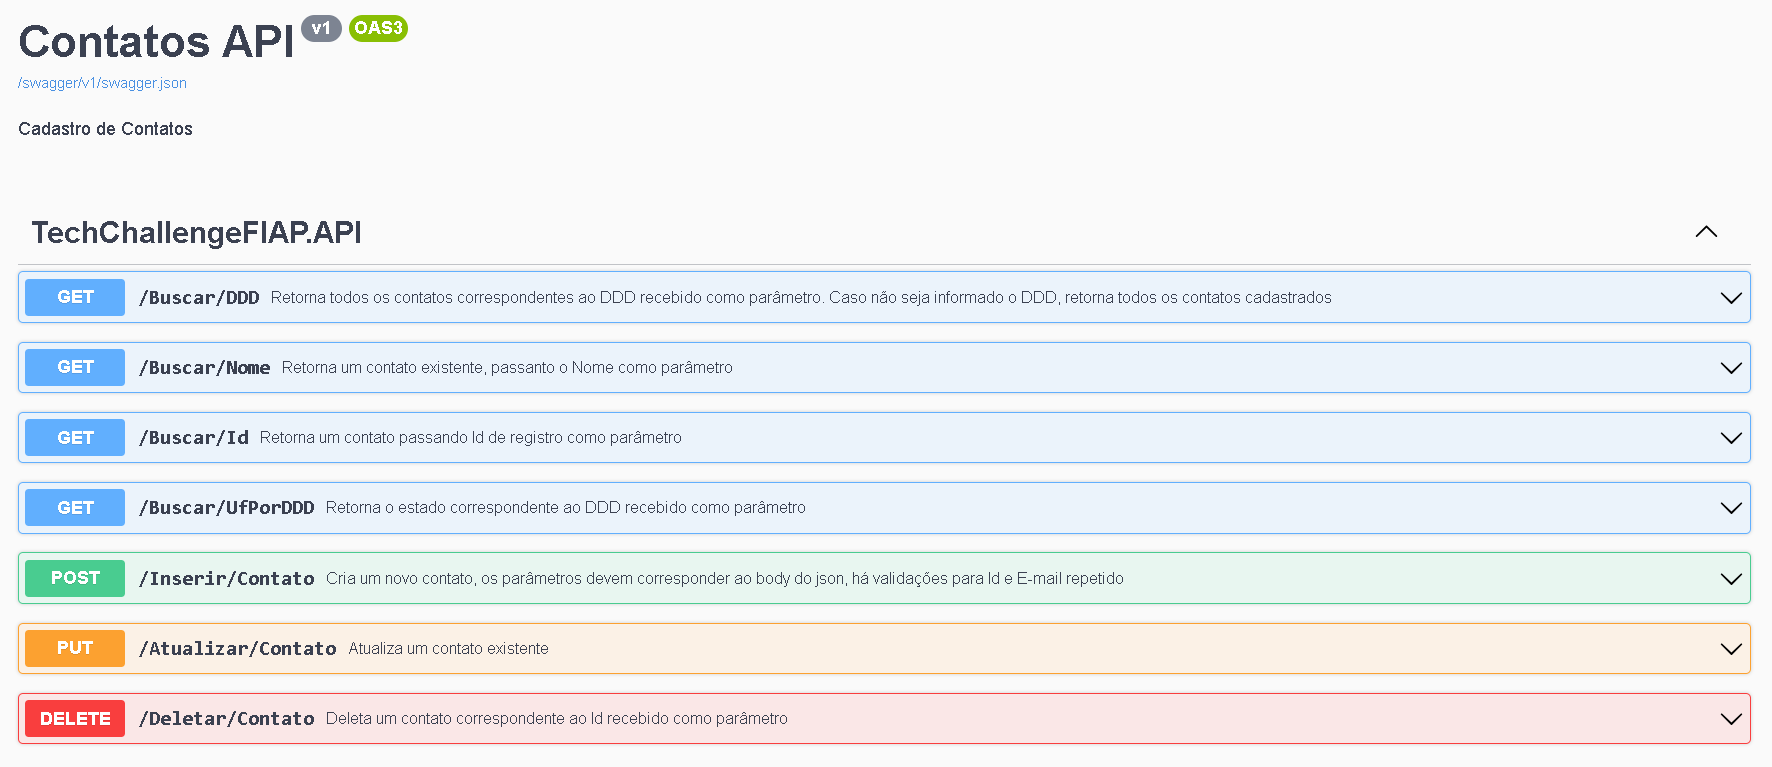 Contatos API v1 OAS3
/swagger/v1/swagger.json
Cadastro de Contatos
TechChallengeFIAP.API
GET /Buscar/DDD Retorna todos os contatos correspondentes ao DDD recebido como parâmetro. Caso não seja informado o DDD, retorna todos os contatos cadastrados
GET /Buscar/Nome Retorna um contato existente, passanto o Nome como parâmetro
GET /Buscar/Id Retorna um contato passando Id de registro como parâmetro
GET /Buscar/UfPorDDD Retorna o estado correspondente ao DDD recebido como parâmetro
POST /Inserir/Contato Cria um novo contato, os parâmetros devem corresponder ao body do json, há validações para Id e E-mail repetido
PUT /Atualizar/Contato Atualiza um contato existente
DELETE /Deletar/Contato Deleta um contato correspondente ao Id recebido como parâmetro